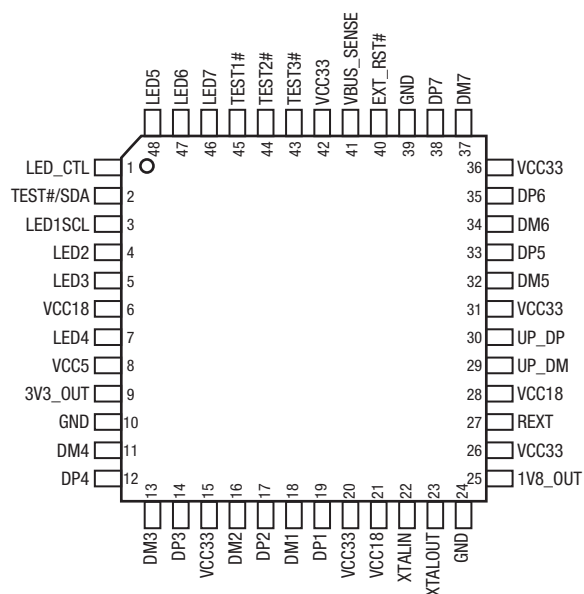 LED5
LED6
LED7
TEST1#
TEST2#
TEST3#
VCC33
VBUS_SENSE
EXT_RST#
GND
DP7
DM7
48
47
46
45
44
43
42
41
40
39
38
37
LED_CTL 1
TEST#/SDA 2
LED1SCL 3
LED2 4
LED3 5
VCC18 6
LED4 7
VCC5 8
3V3_OUT 9
GND 10
DM4 11
DP4 12
36 VCC33
35 DP6
34 DM6
33 DP5
32 DM5
31 VCC33
30 UP_DP
29 UP_DM
28 VCC18
27 REXT
26 VCC33
25 1V8_OUT
13
14
15
16
17
18
19
20
21
22
23
24
DM3
DP3
VCC33
DM2
DP2
DM1
DP1
VCC33
VCC18
XTALIN
XTALOUT
GND